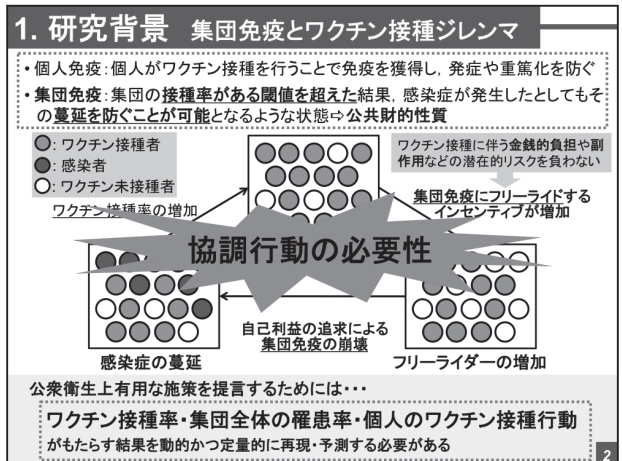 1. 研究背景 集団免疫とワクチン接種ジレンマ
・個人免疫：個人がワクチン接種を行うことで免疫を獲得し，発症や重篤化を防ぐ
・集団免疫：集団の接種率がある閾値を超えた結果，感染症が発生したとしてもそ
の蔓延を防ぐことが可能となるような状態⇨公共財的性質
：ワクチン接種者
：感染者
：ワクチン未接種者
ワクチン接種に伴う金銭的負担や副
作用などの潜在的リスクを負わない
ワクチン接種率の増加
集団免疫にフリーライドする
インセンティブが増加
協調行動の必要性
自己利益の追求による
集団免疫の崩壊
感染症の蔓延
フリーライダーの増加
公衆衛生上有用な施策を提言するためには・・・
ワクチン接種率・集団全体の罹患率・個人のワクチン接種行動
がもたらす結果を動的かつ定量的に再現・予測する必要がある
2